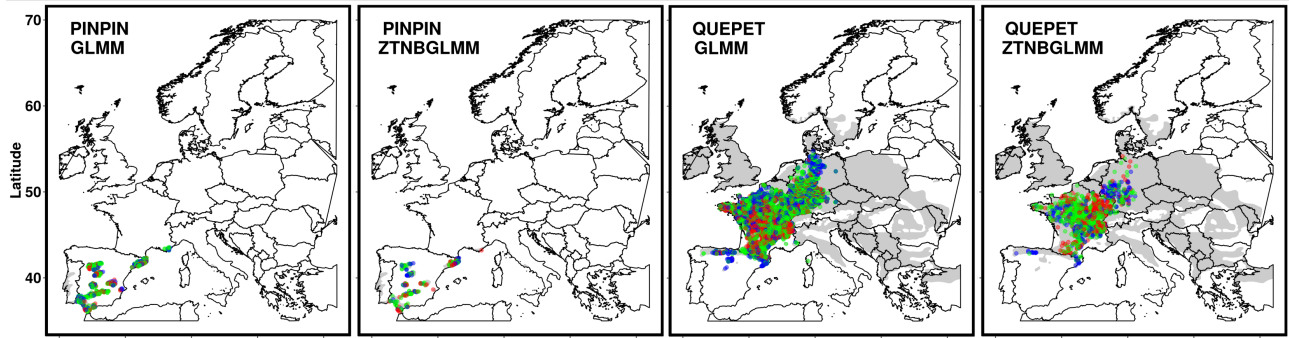 PINPIN
GLMM
PINPIN
ZTNBGLMM
QUEPET
GLMM
QUEPET
ZTNBGLMM
70
60
50
40
Latitude